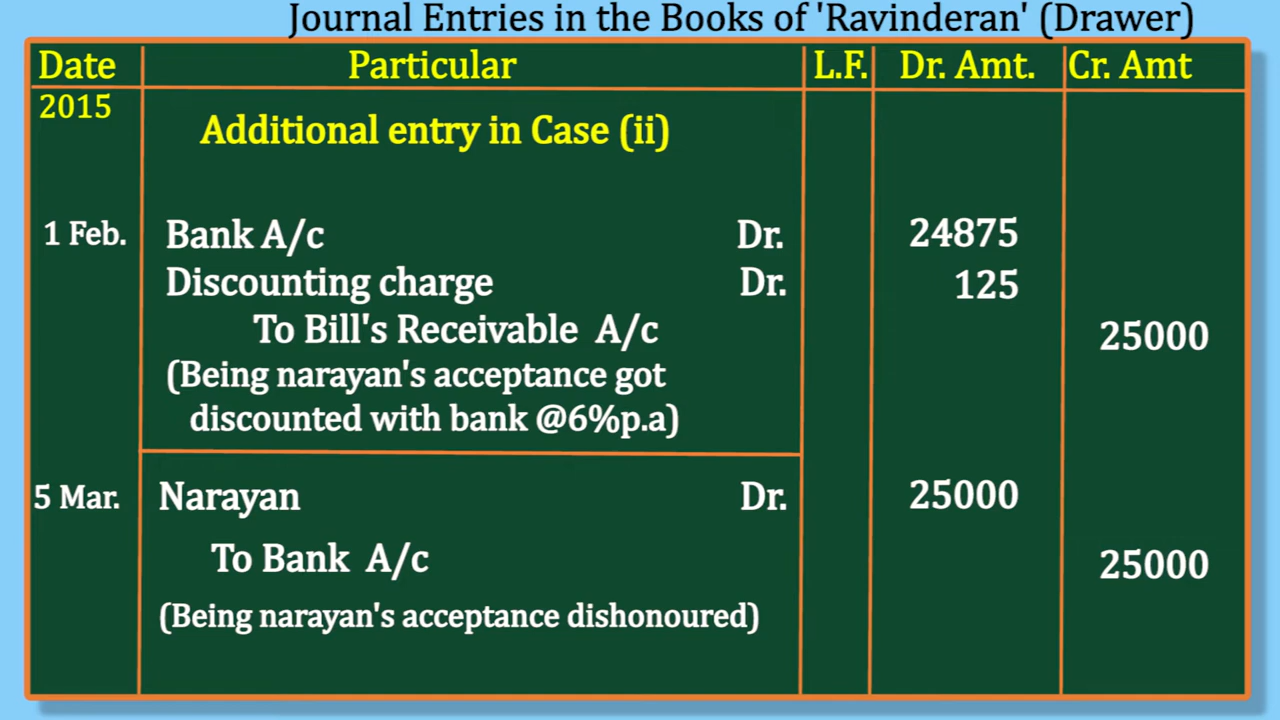 Journal Entries in the Books of 'Ravinderan' (Drawer)
Date Particular L.F. Dr. Amt. Cr. Amt
2015
Additional entry in Case (ii)
1 Feb. Bank A/c Dr. 24875
Discounting charge Dr. 125
To Bill's Receivable A/c 25000
(Being narayan's acceptance got
discounted with bank @6%p.a)
5 Mar. Narayan Dr. 25000
To Bank A/c 25000
(Being narayan's acceptance dishonoured)